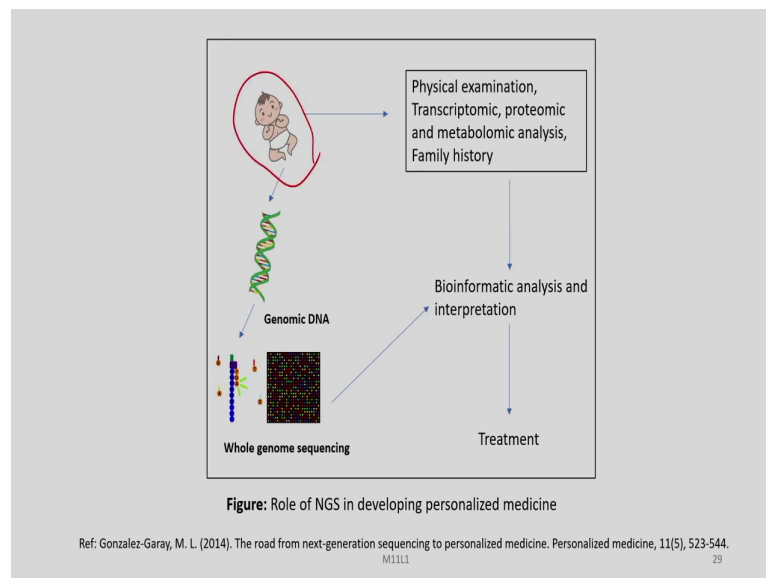 Physical examination,
Transcriptomic, proteomic
and metabolomic analysis,
Family history
Genomic DNA
Bioinformatic analysis and
interpretation
Whole genome sequencing
Treatment
Figure: Role of NGS in developing personalized medicine
Ref: Gonzalez-Garay, M. L. (2014). The road from next-generation sequencing to personalized medicine. Personalized medicine, 11(5), 523-544.
M11L1
29